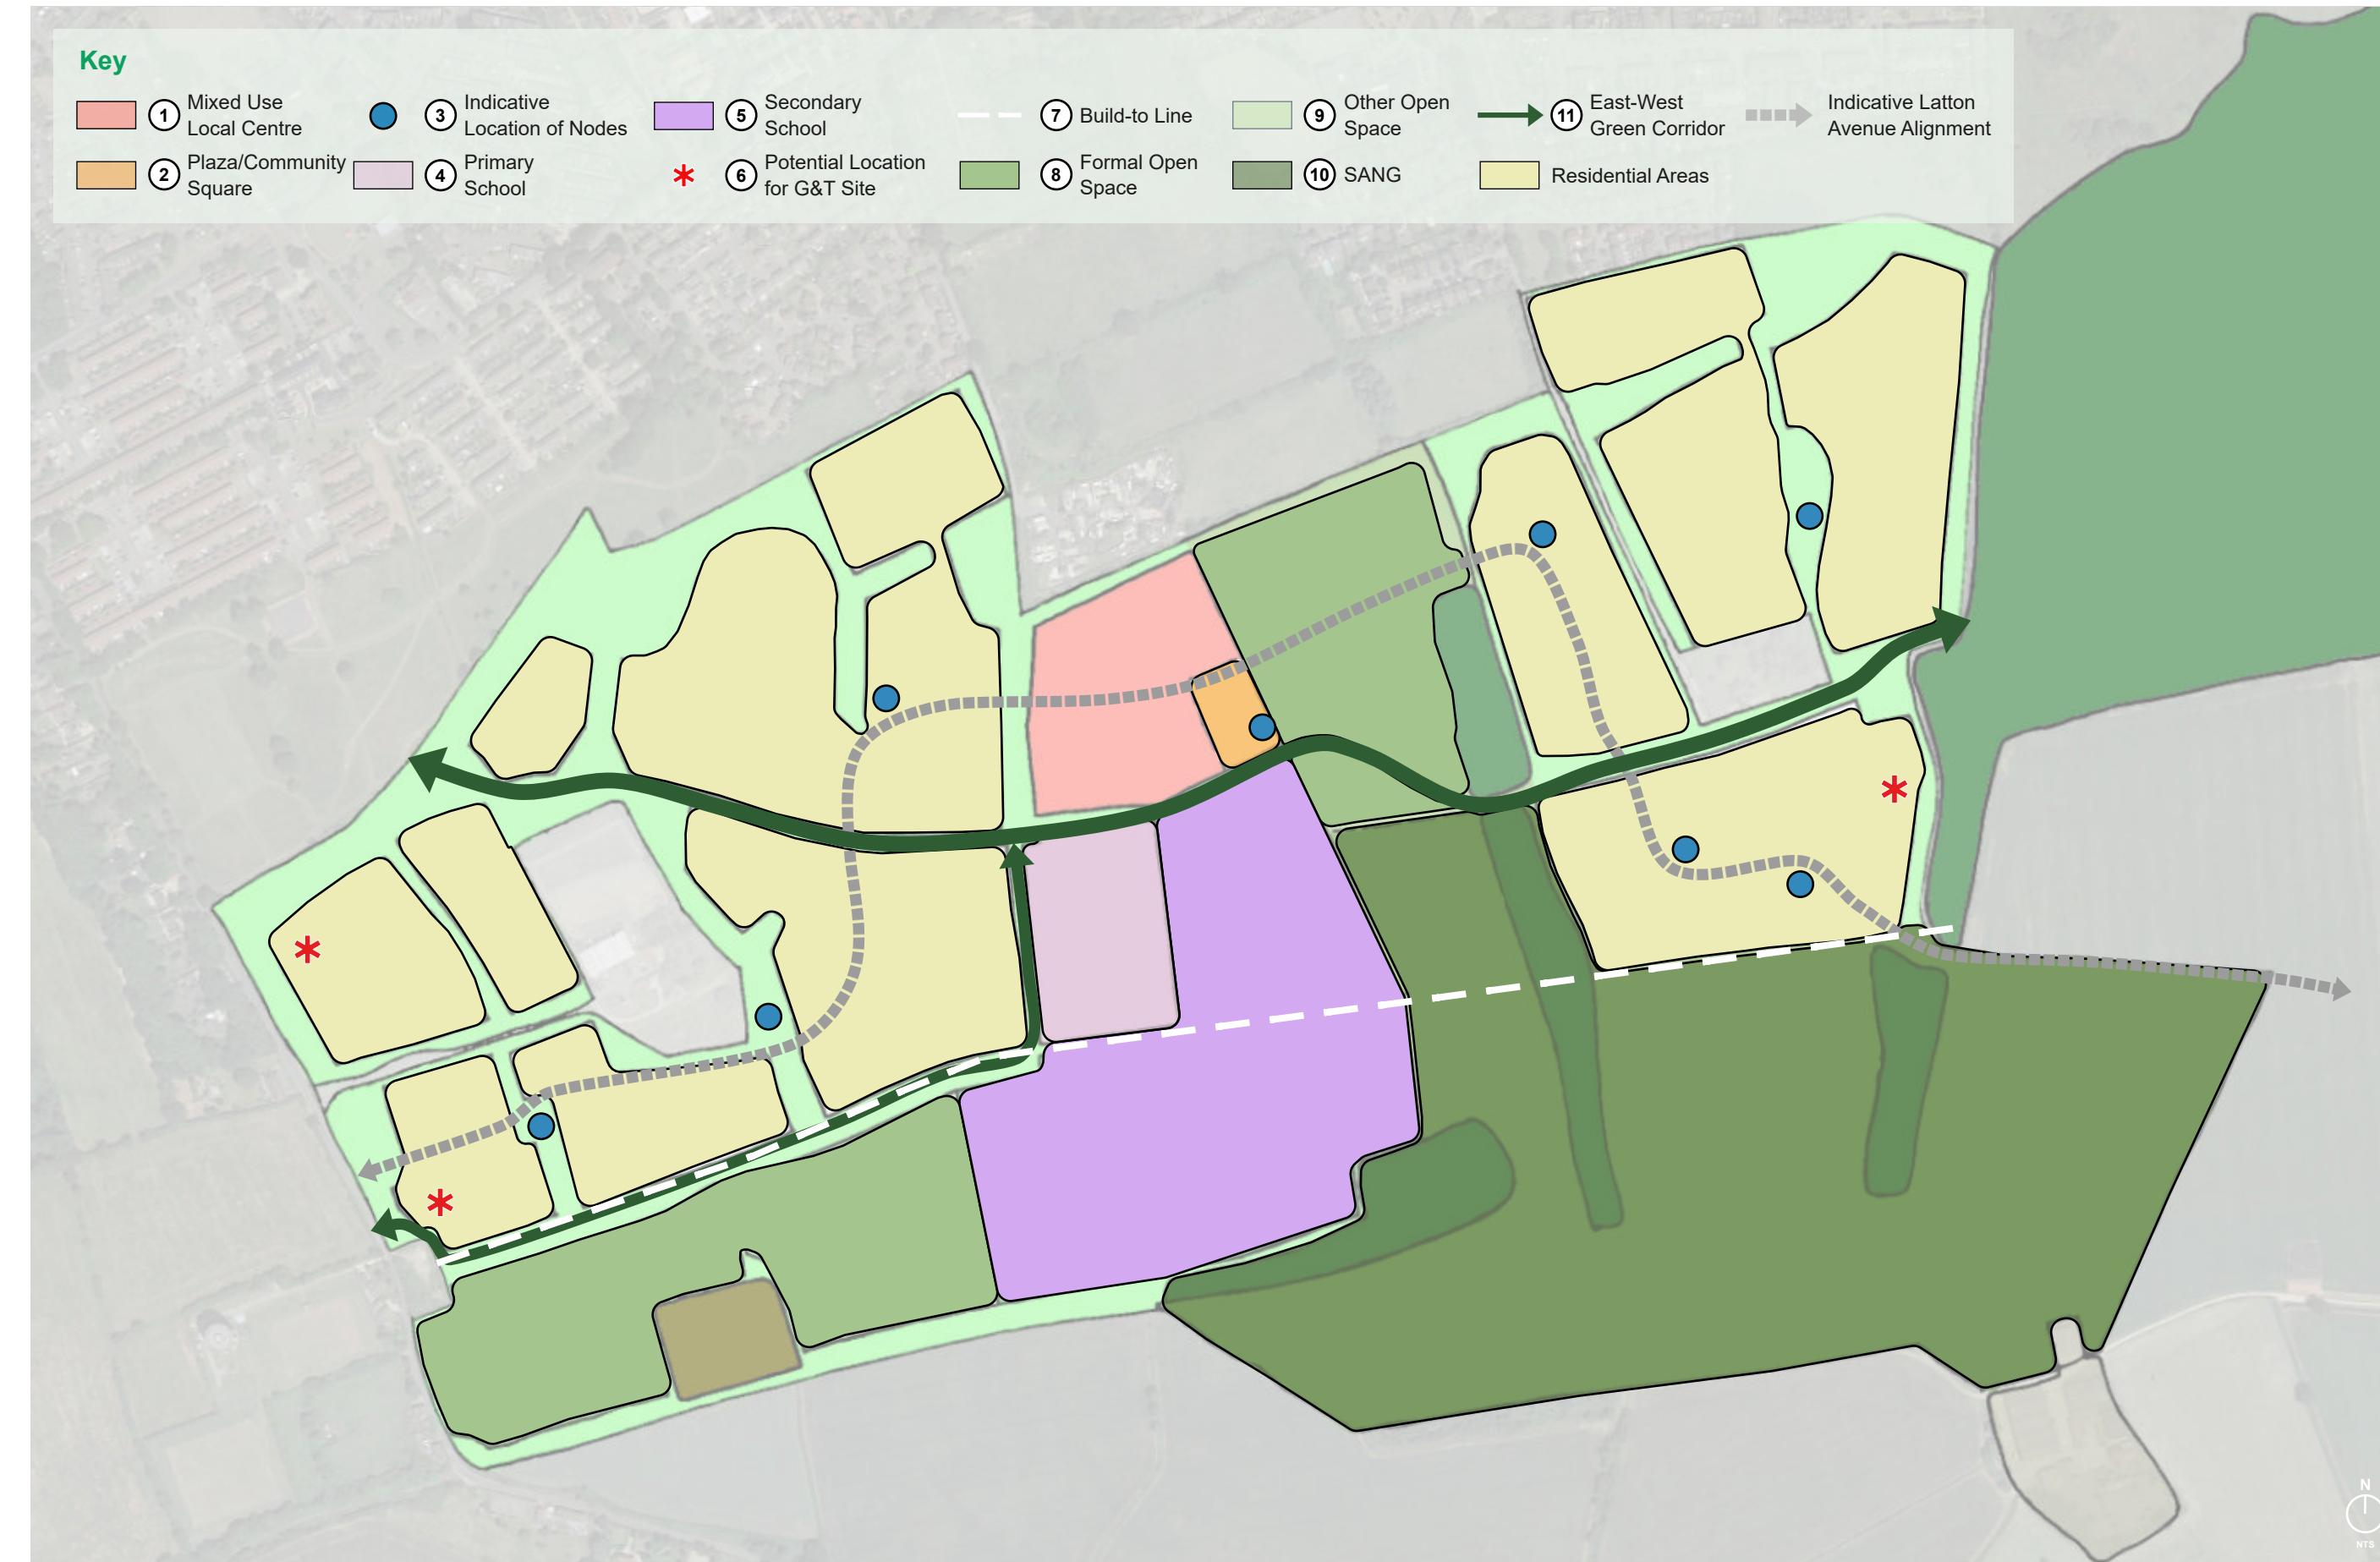 Key
1 Mixed Use
Local Centre
3 Indicative
Location of Nodes
5 Secondary
School
7 Build-to Line
9 Other Open
Space
11 East-West
Green Corridor
Indicative Latton
Avenue Alignment
2 Plaza/Community
Square
4 Primary
School
6 Potential Location
for G&T Site
8 Formal Open
Space
10 SANG
Residential Areas
N
NTS